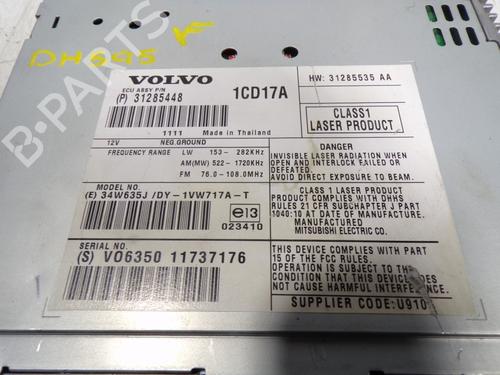 DH595
B-PARTS
VOLVO
ECU ASSY P/N
(P) 31285448
1CD17A
HW: 31285535 AA
1111 Made in Thailand
CLASS1
LASER PRODUCT
12V NEG.GROUND
FREQUENCY RANGE LW 153- 282KHz
AM(MW) 522-1720KHz
FM 76.0-108.0MHz
DANGER
INVISIBLE LASER RADIATION WHEN
OPEN AND INTERLOCK FAILED OR
DEFEATED.
AVOID DIRECT EXPOSURE TO BEAM.
MODEL NO.
(E) 34W635J /DY-1VW717A-T
e13
023410
CLASS 1 LASER PRODUCT
THIS PRODUCT COMPLIES WITH DHHS
RULES 21 CFR SUBCHAPTER J PART
1040:10 AT DATE OF MANUFACTURE.
MANUFACTURED:
MITSUBISHI ELECTRIC CO.
SERIAL NO.
(S) VO6350 11737176
THIS DEVICE COMPLIES WITH PART
15 OF THE FCC RULES.
OPERATION IS SUBJECT TO THE
CONDITION THAT THIS DEVICE DOES
NOT CAUSE HARMFUL INTERFERENCE
SUPPLIER CODE:U910